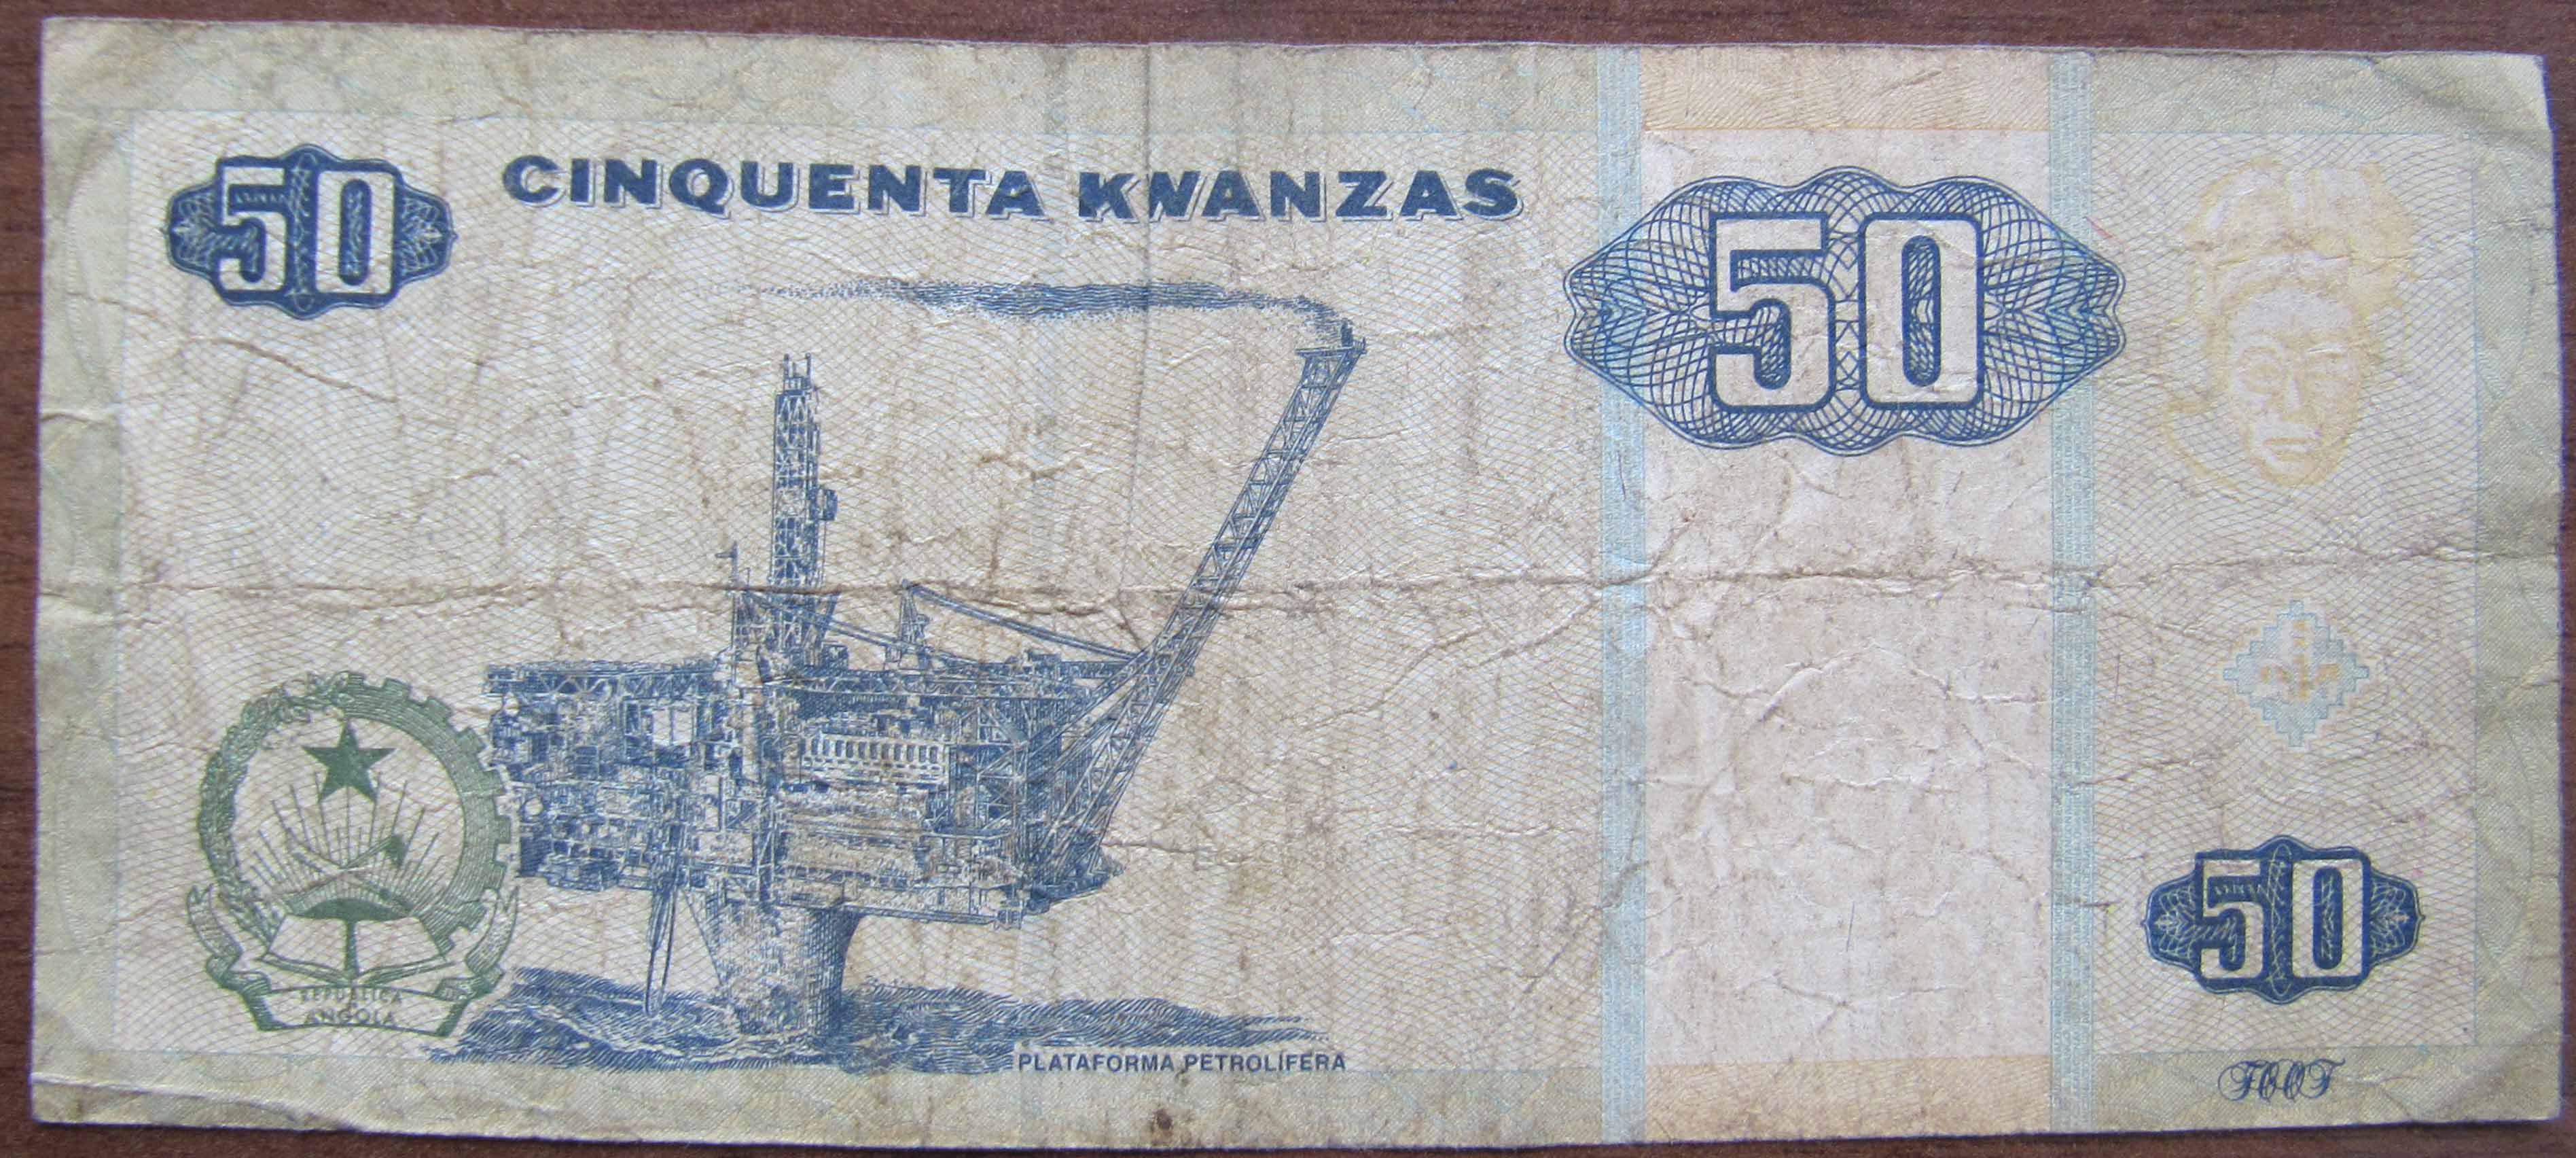 50
CINQUENTA KWANZAS
50
REPÚBLICA
ANGOLA
PLATAFORMA PETROLÍFERA
50